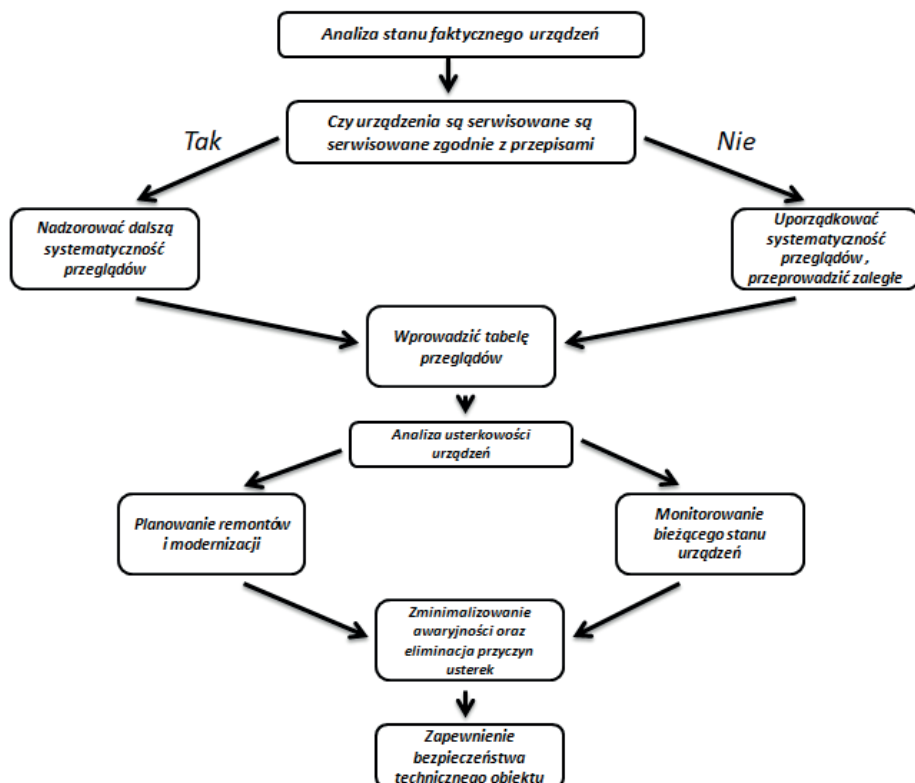 Analiza stanu faktycznego urządzeń
Czy urządzenia są serwisowane są
serwisowane zgodnie z przepisami
Tak
Nie
Nadzorować dalszą
systematyczność
przeglądów
Uporządkować
systematyczność
przeglądów ,
przeprowadzić zaległe
Wprowadzić tabelę
przeglądów
Analiza usterkowości
urządzeń
Planowanie remontów
i modernizacji
Monitorowanie
bieżącego stanu
urządzeń
Zminimalizowanie
awaryjności oraz
eliminacja przyczyn
usterek
Zapewnienie
bezpieczeństwa
technicznego obiektu